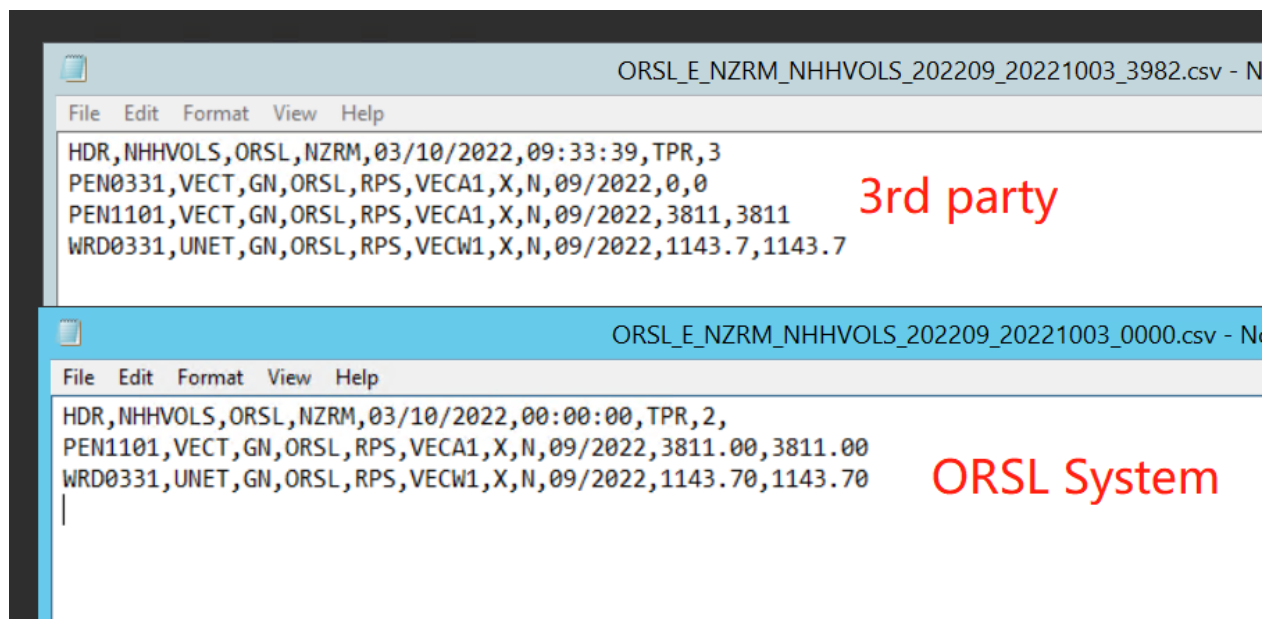 ORSL_E_NZRM_NHHVOLS_202209_20221003_3982.csv - N
File Edit Format View Help
HDR,NHHVOLS,ORSL,NZRM,03/10/2022,09:33:39,TPR,3
PEN0331,VECT,GN,ORSL,RPS,VECA1,X,N,09/2022,0,0
PEN1101,VECT,GN,ORSL,RPS,VECA1,X,N,09/2022,3811,3811
WRD0331,UNET,GN,ORSL,RPS,VECW1,X,N,09/2022,1143.7,1143.7
3rd party
ORSL_E_NZRM_NHHVOLS_202209_20221003_0000.csv - No
File Edit Format View Help
HDR,NHHVOLS,ORSL,NZRM,03/10/2022,00:00:00,TPR,2,
PEN1101,VECT,GN,ORSL,RPS,VECA1,X,N,09/2022,3811.00,3811.00
WRD0331,UNET,GN,ORSL,RPS,VECW1,X,N,09/2022,1143.70,1143.70
ORSL System